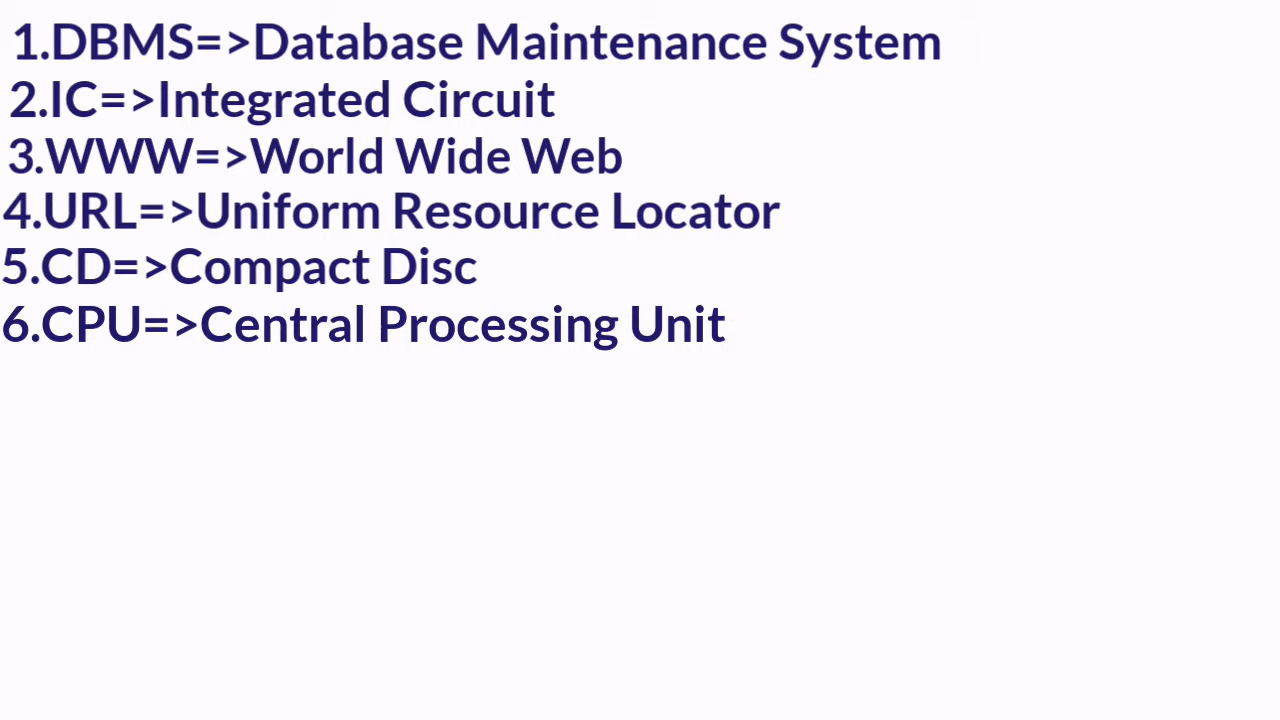 1.DBMS=>Database Maintenance System
2.IC=>Integrated Circuit
3.WWW=>World Wide Web
4.URL=>Uniform Resource Locator
5.CD=>Compact Disc
6.CPU=>Central Processing Unit